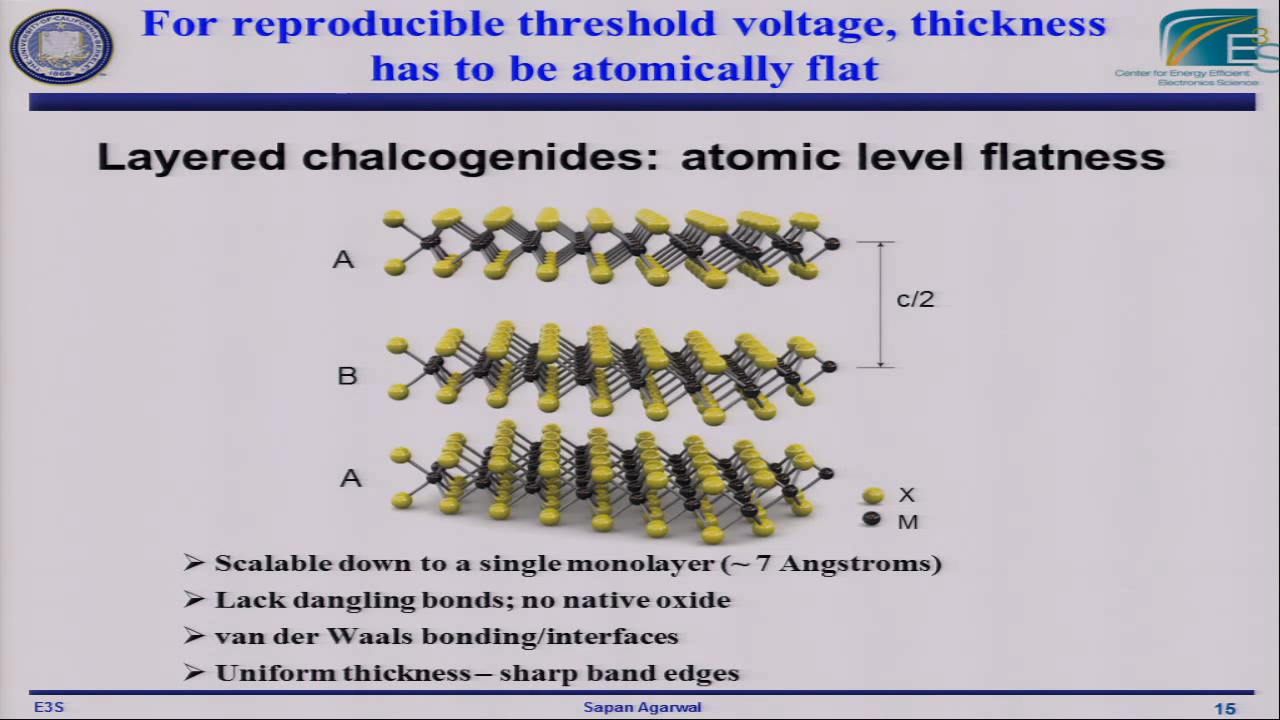 For reproducible threshold voltage, thickness
has to be atomically flat
E3S
Center for Energy Efficient
Electronics Science
Layered chalcogenides: atomic level flatness
A
c/2
B
A
X
M
➢ Scalable down to a single monolayer (~ 7 Angstroms)
➢ Lack dangling bonds; no native oxide
➢ van der Waals bonding/interfaces
➢ Uniform thickness – sharp band edges
E3S
Sapan Agarwal
15